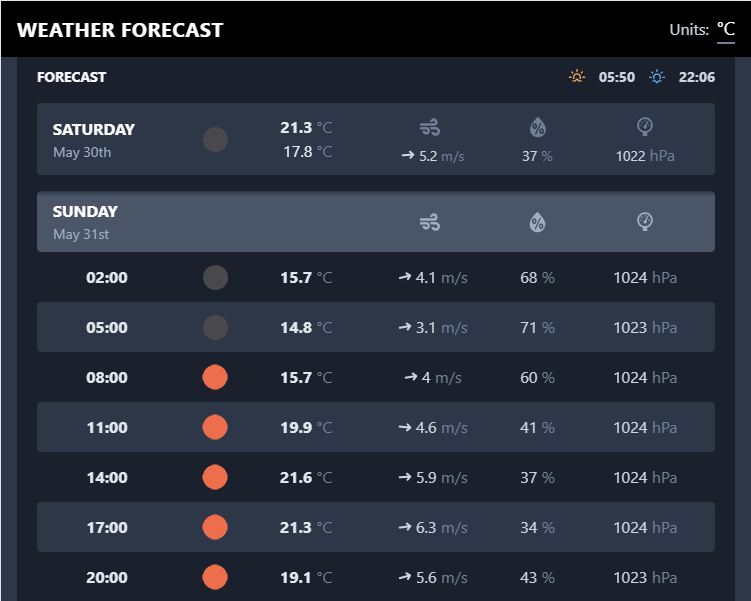 WEATHER FORECAST Units: °C
FORECAST 05:50 22:06
SATURDAY
May 30th
21.3 °C
17.8 °C
5.2 m/s 37 % 1022 hPa
SUNDAY
May 31st
02:00 15.7 °C 4.1 m/s 68 % 1024 hPa
05:00 14.8 °C 3.1 m/s 71 % 1023 hPa
08:00 15.7 °C 4 m/s 60 % 1024 hPa
11:00 19.9 °C 4.6 m/s 41 % 1024 hPa
14:00 21.6 °C 5.9 m/s 37 % 1024 hPa
17:00 21.3 °C 6.3 m/s 34 % 1024 hPa
20:00 19.1 °C 5.6 m/s 43 % 1023 hPa